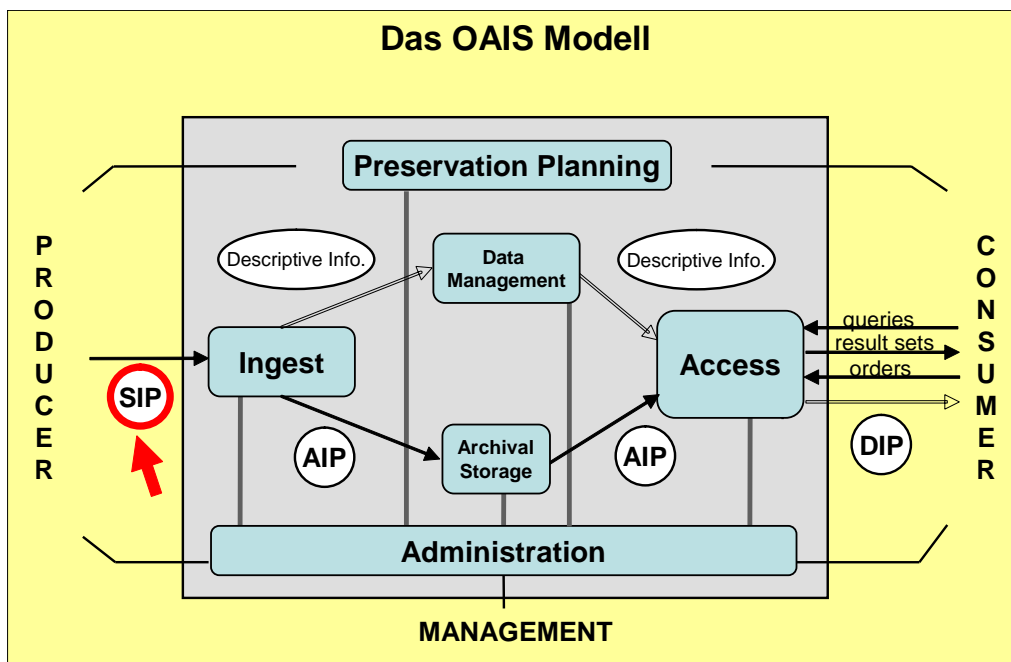 Das OAIS Modell
Preservation Planning
PRODUCER
Descriptive Info.
Data
Management
Descriptive Info.
CONSUMER
queries
result sets
orders
Ingest
Access
SIP
AIP
Archival
Storage
AIP
DIP
Administration
MANAGEMENT